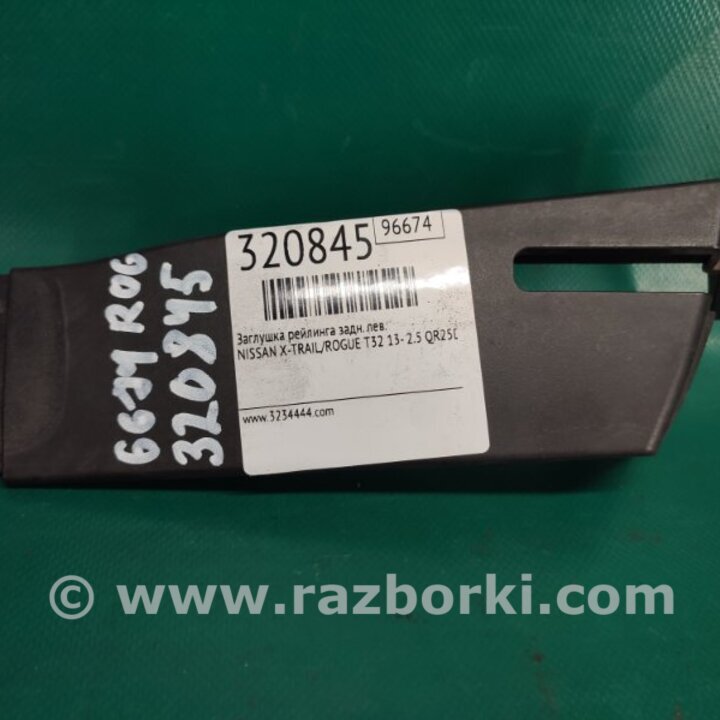 6674 ROG
320845
320845
96674
Заглушка рейлинга задн.лев.
NISSAN X-TRAIL/ROGUE T32 13- 2.5 QR25D
www.3234444.com
© www.razborki.com